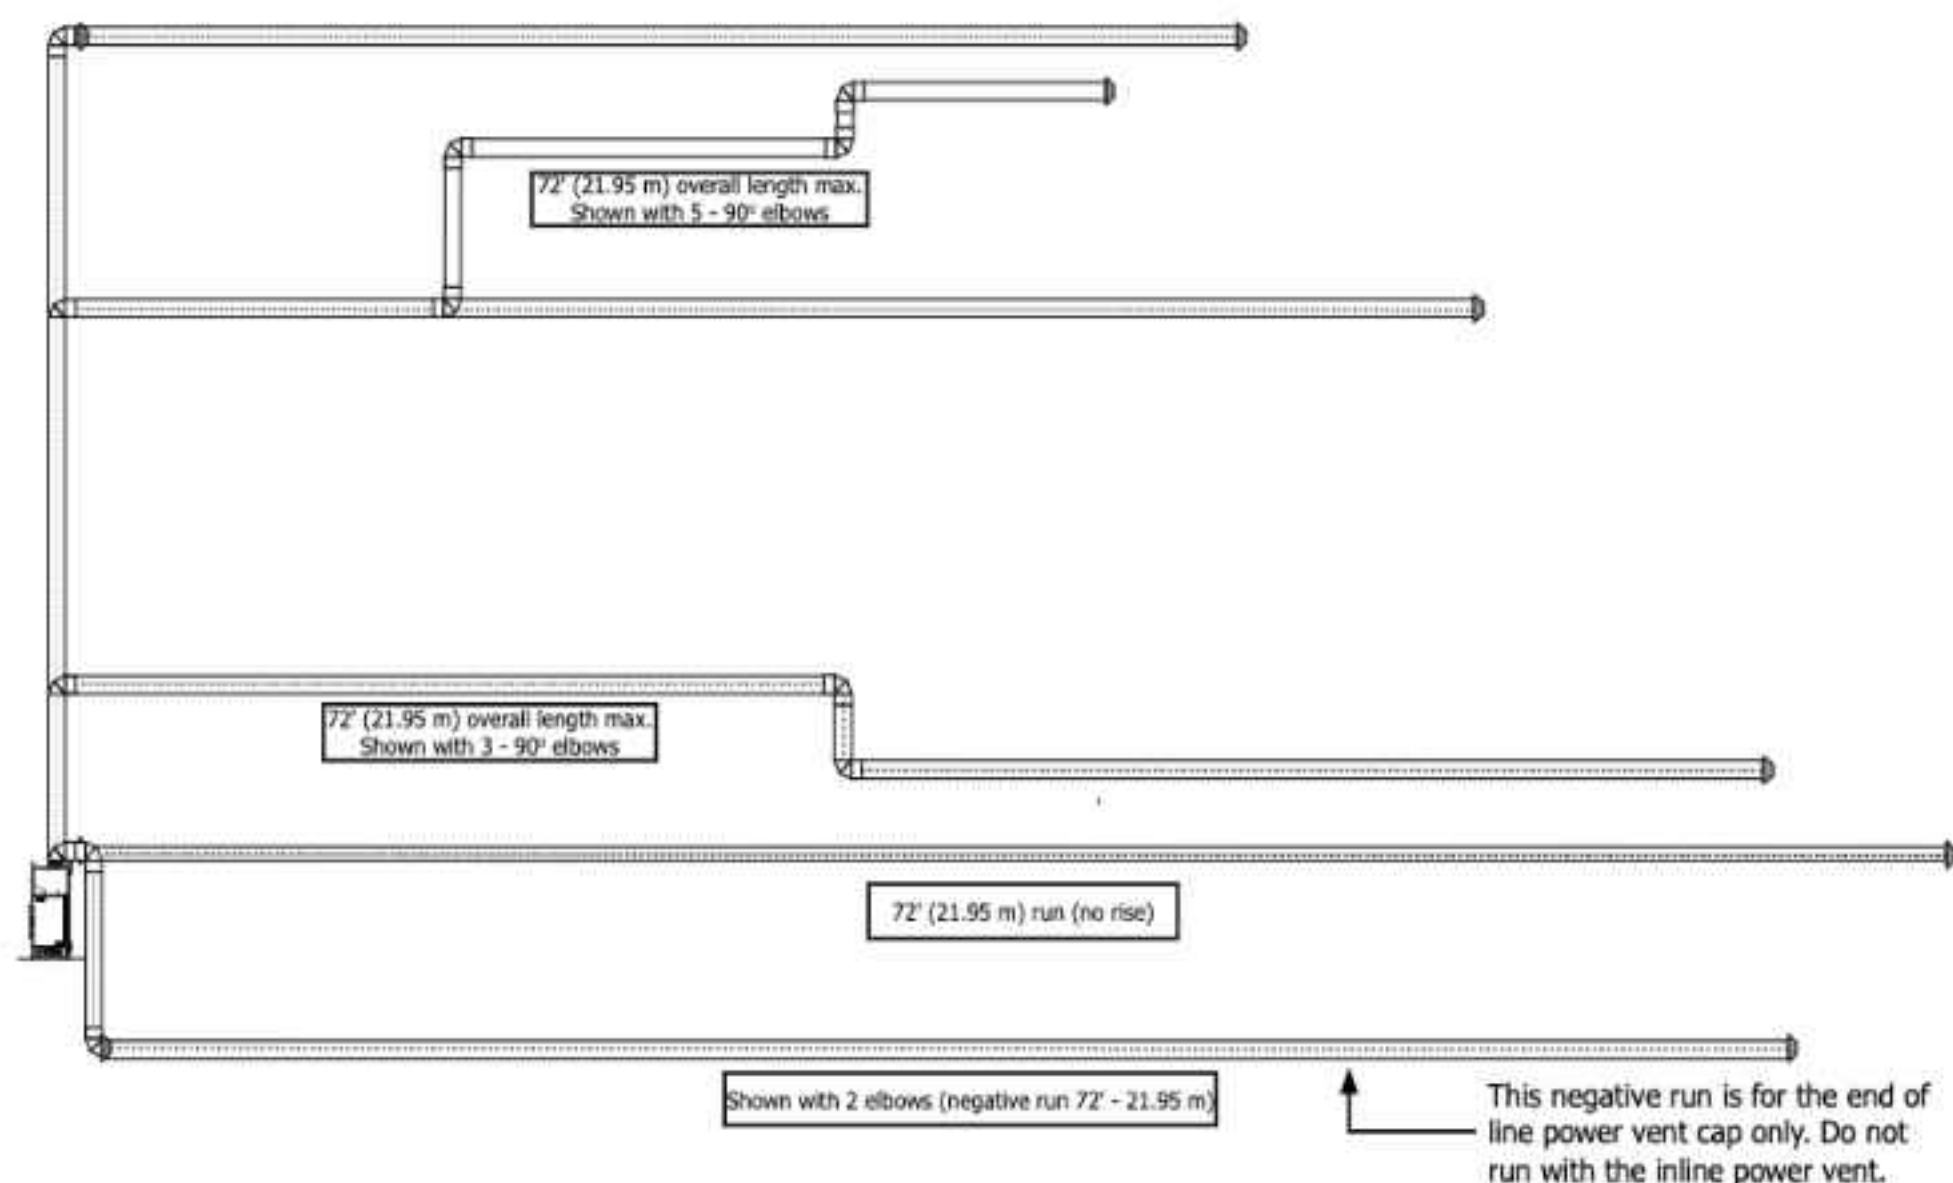 72' (21.95 m) overall length max.
Shown with 5 - 90° elbows
72' (21.95 m) overall length max.
Shown with 3 - 90° elbows
72' (21.95 m) run (no rise)
Shown with 2 elbows (negative run 72' - 21.95 m)
This negative run is for the end of
line power vent cap only. Do not
run with the inline power vent.